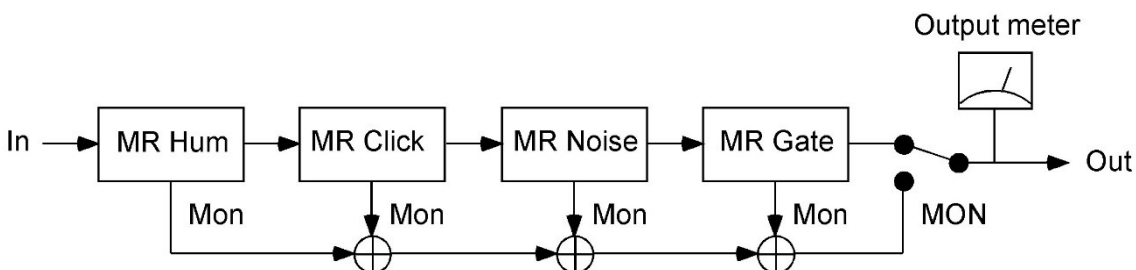 Output meter
In
MR Hum
MR Click
MR Noise
MR Gate
Out
Mon
Mon
Mon
Mon
MON